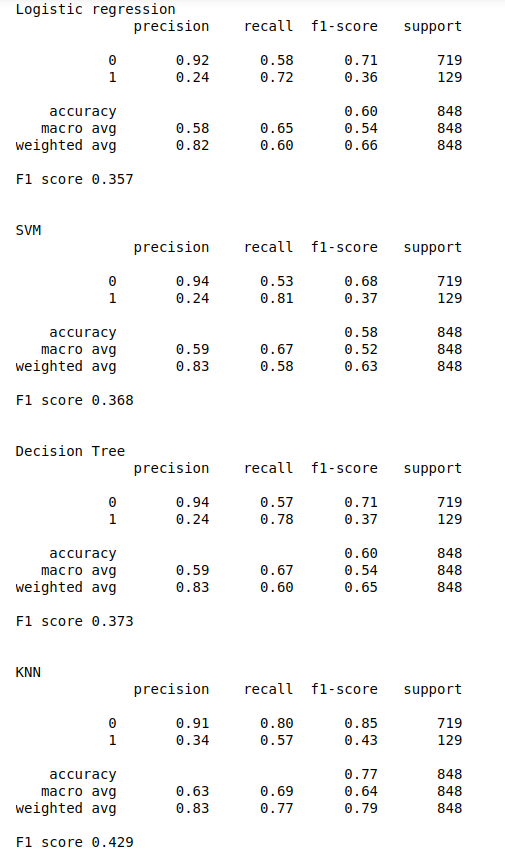 Logistic regression
precision recall f1-score support
0 0.92 0.58 0.71 719
1 0.24 0.72 0.36 129
accuracy 0.60 848
macro avg 0.58 0.65 0.54 848
weighted avg 0.82 0.60 0.66 848
F1 score 0.357
SVM
precision recall f1-score support
0 0.94 0.53 0.68 719
1 0.24 0.81 0.37 129
accuracy 0.58 848
macro avg 0.59 0.67 0.52 848
weighted avg 0.83 0.58 0.63 848
F1 score 0.368
Decision Tree
precision recall f1-score support
0 0.94 0.57 0.71 719
1 0.24 0.78 0.37 129
accuracy 0.60 848
macro avg 0.59 0.67 0.54 848
weighted avg 0.83 0.60 0.65 848
F1 score 0.373
KNN
precision recall f1-score support
0 0.91 0.80 0.85 719
1 0.34 0.57 0.43 129
accuracy 0.77 848
macro avg 0.63 0.69 0.64 848
weighted avg 0.83 0.77 0.79 848
F1 score 0.429